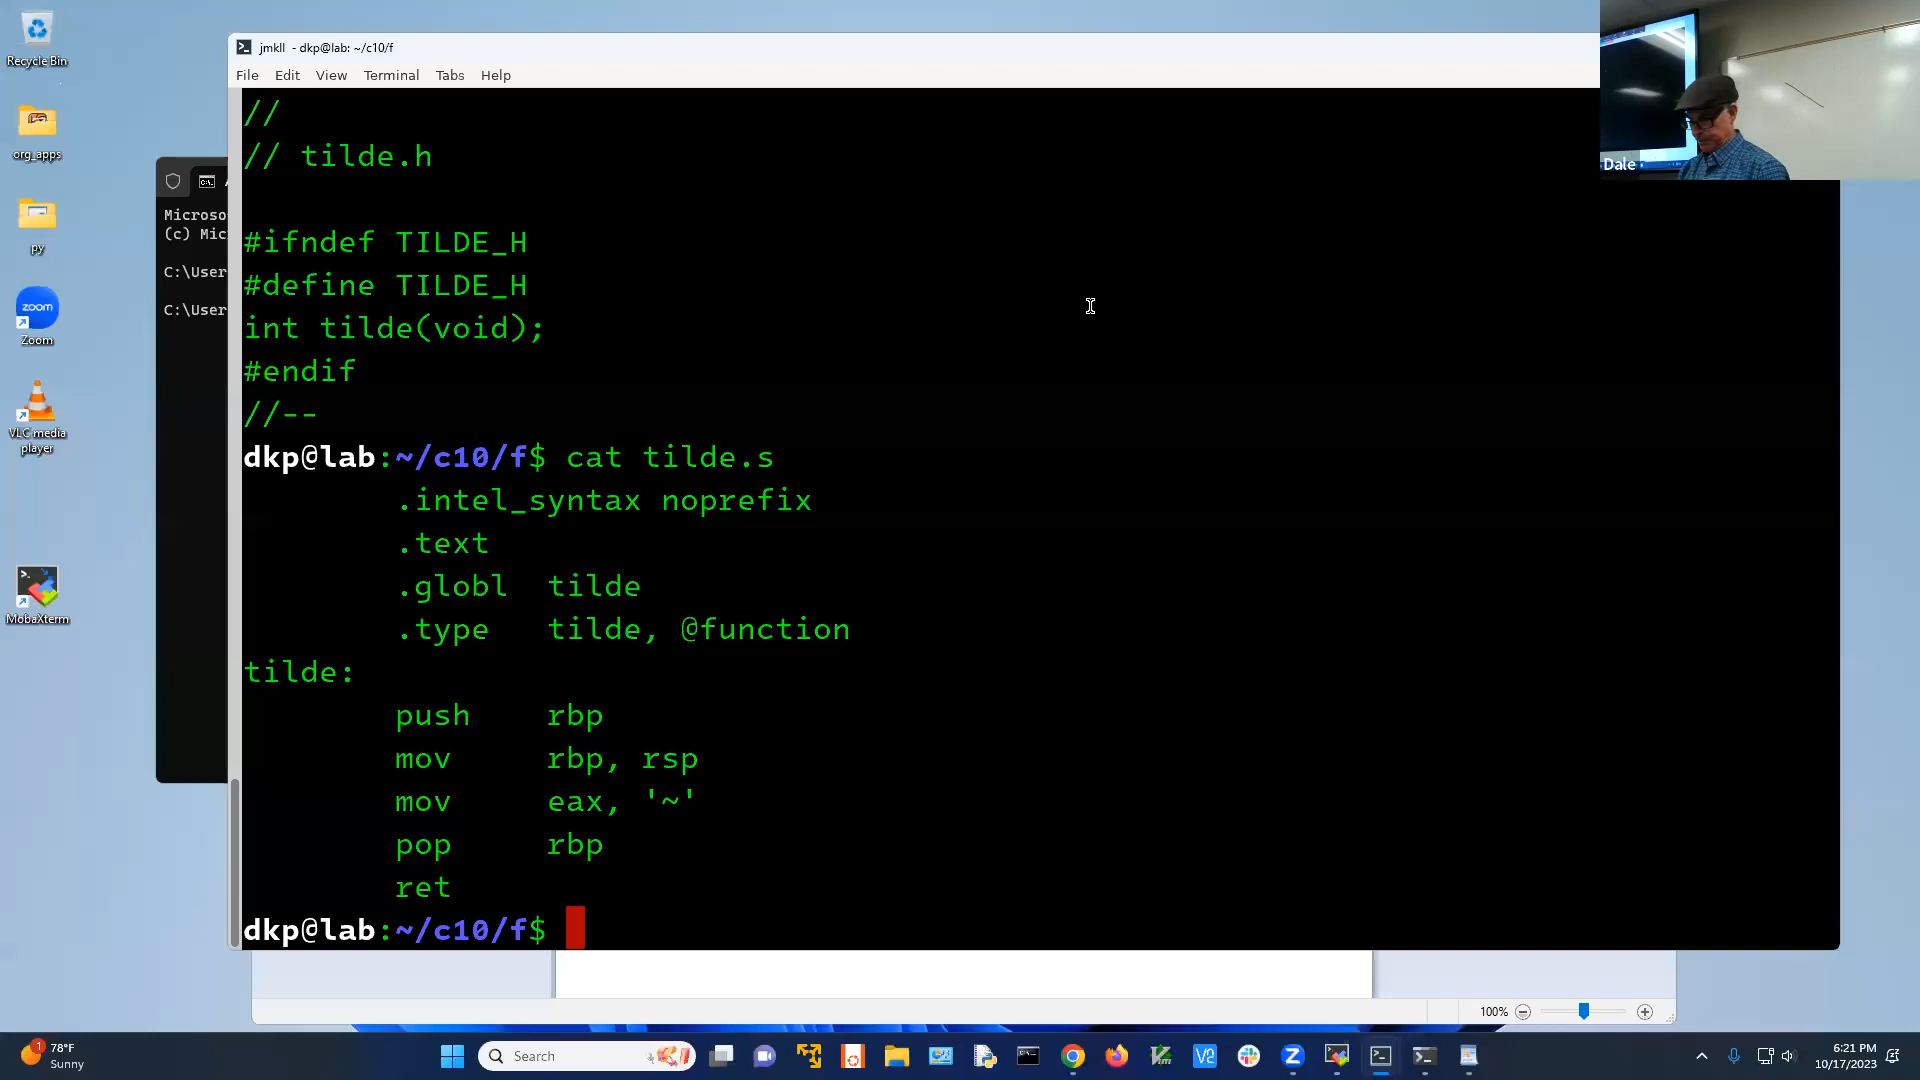 Recycle Bin
org_apps
py
zoom
Zoom
VLC media
player
MobaXterm
jmkll - dkp@lab: ~/c10/f
File Edit View Terminal Tabs Help
Microso
(c) Mic
C:\User
C:\User
//
// tilde.h
#ifndef TILDE_H
#define TILDE_H
int tilde(void);
#endif
//--
dkp@lab:~/c10/f$ cat tilde.s
.intel_syntax noprefix
.text
.globl tilde
.type tilde, @function
tilde:
push rbp
mov rbp, rsp
mov eax, '~'
pop rbp
ret
dkp@lab:~/c10/f$
Dale
100%
1
78°F
Sunny
Search
6:21 PM
10/17/2023